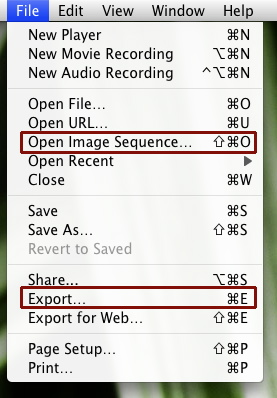 File Edit View Window Help
New Player ⌘N
New Movie Recording ⌥⌘N
New Audio Recording ^⌥⌘N
Open File... ⌘O
Open URL... ⌘U
Open Image Sequence... ⇧⌘O
Open Recent ▶
Close ⌘W
Save ⌘S
Save As... ⇧⌘S
Revert to Saved
Share... ⌥⌘S
Export... ⌘E
Export for Web... ⇧⌘E
Page Setup... ⇧⌘P
Print... ⌘P